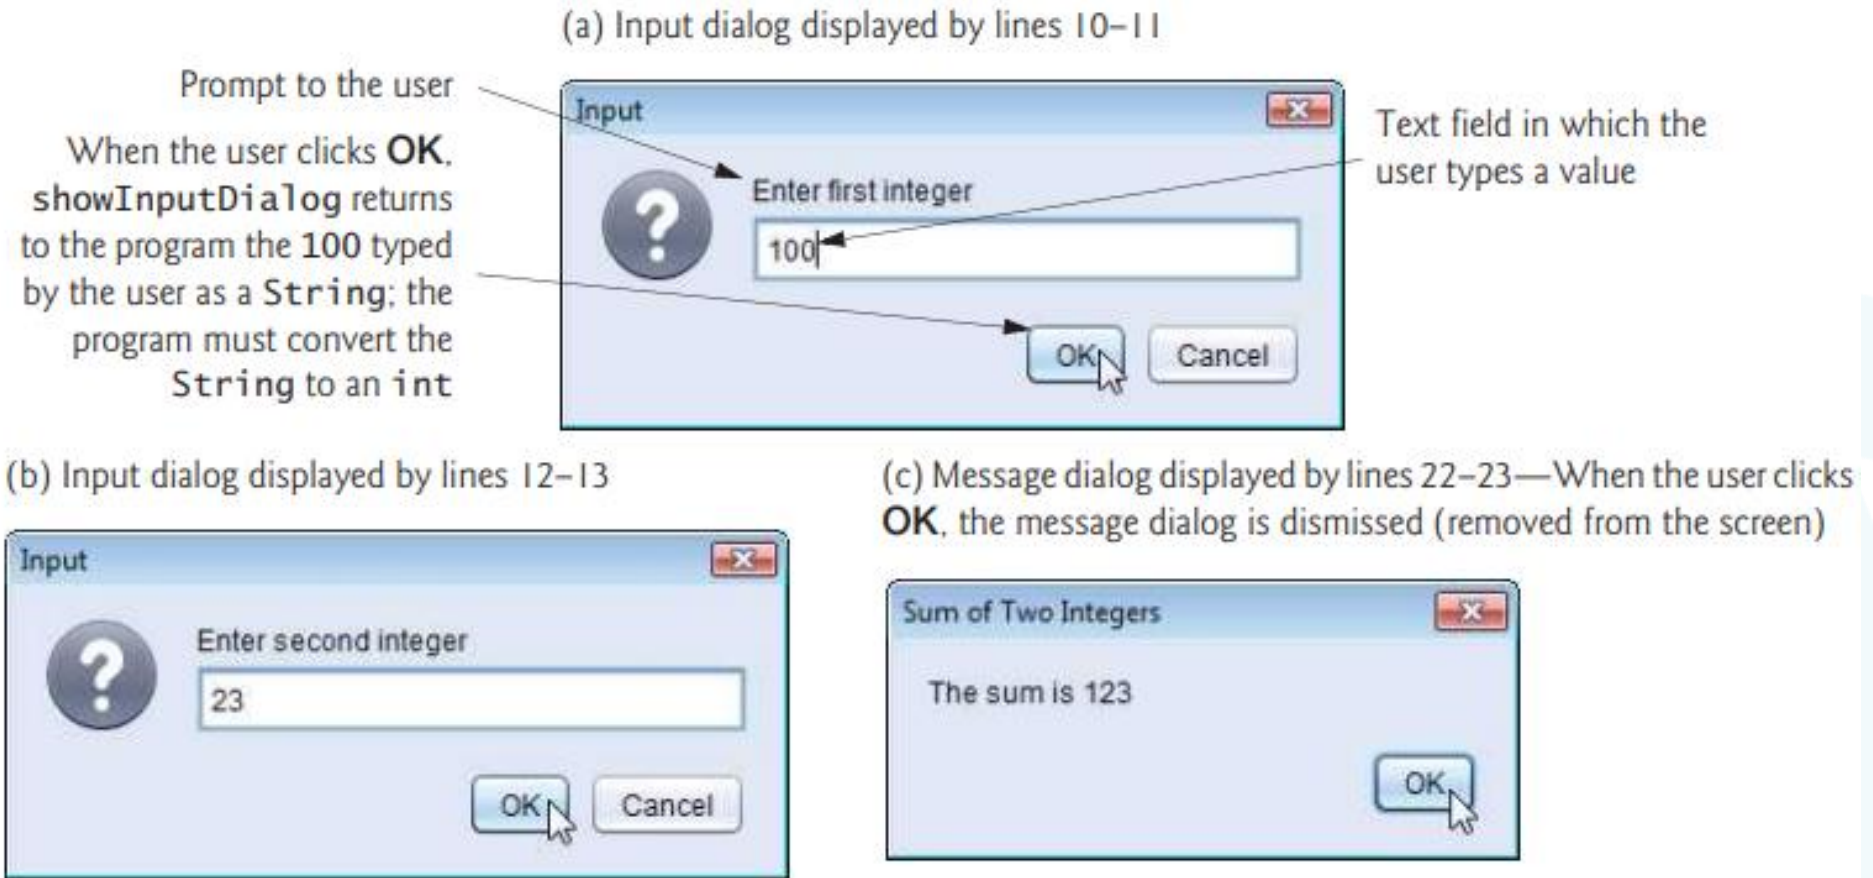 (a) Input dialog displayed by lines 10–11
Prompt to the user
When the user clicks OK,
showInputDialog returns
to the program the 100 typed
by the user as a String; the
program must convert the
String to an int
Input
Enter first integer
100
OK
Cancel
Text field in which the
user types a value
(b) Input dialog displayed by lines 12–13
Input
Enter second integer
23
OK
Cancel
(c) Message dialog displayed by lines 22–23—When the user clicks
OK, the message dialog is dismissed (removed from the screen)
Sum of Two Integers
The sum is 123
OK